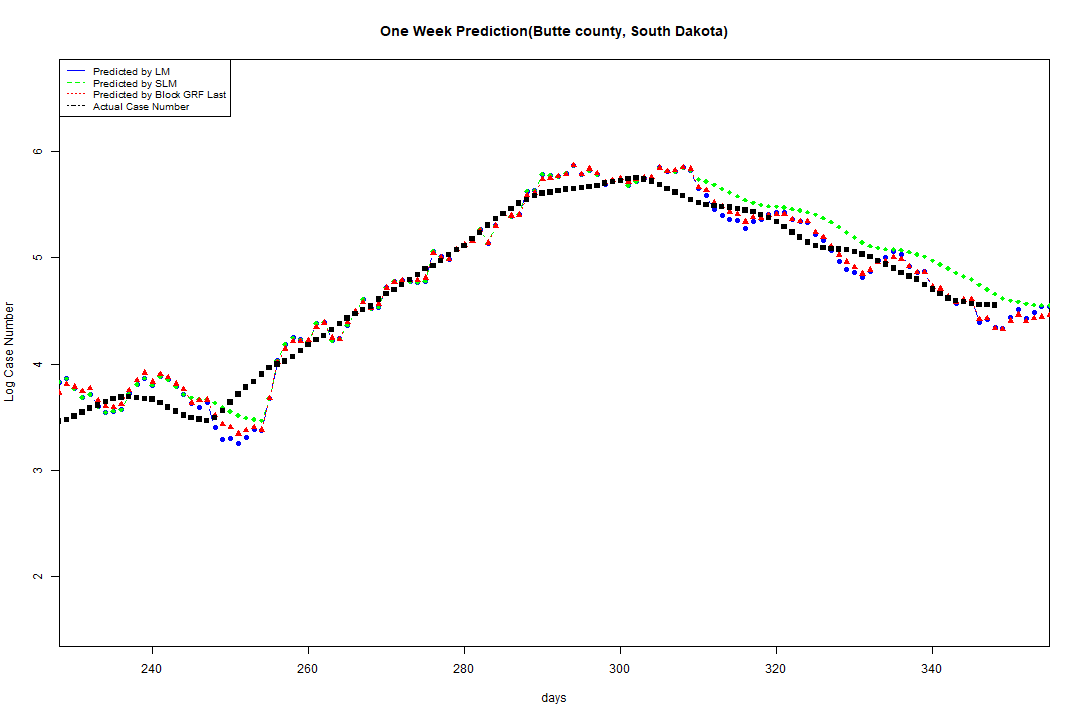 One Week Prediction(Butte county, South Dakota)
Predicted by LM
Predicted by SLM
Predicted by Block GRF Last
Actual Case Number
6
5
4
3
2
Log Case Number
240 260 280 300 320 340
days